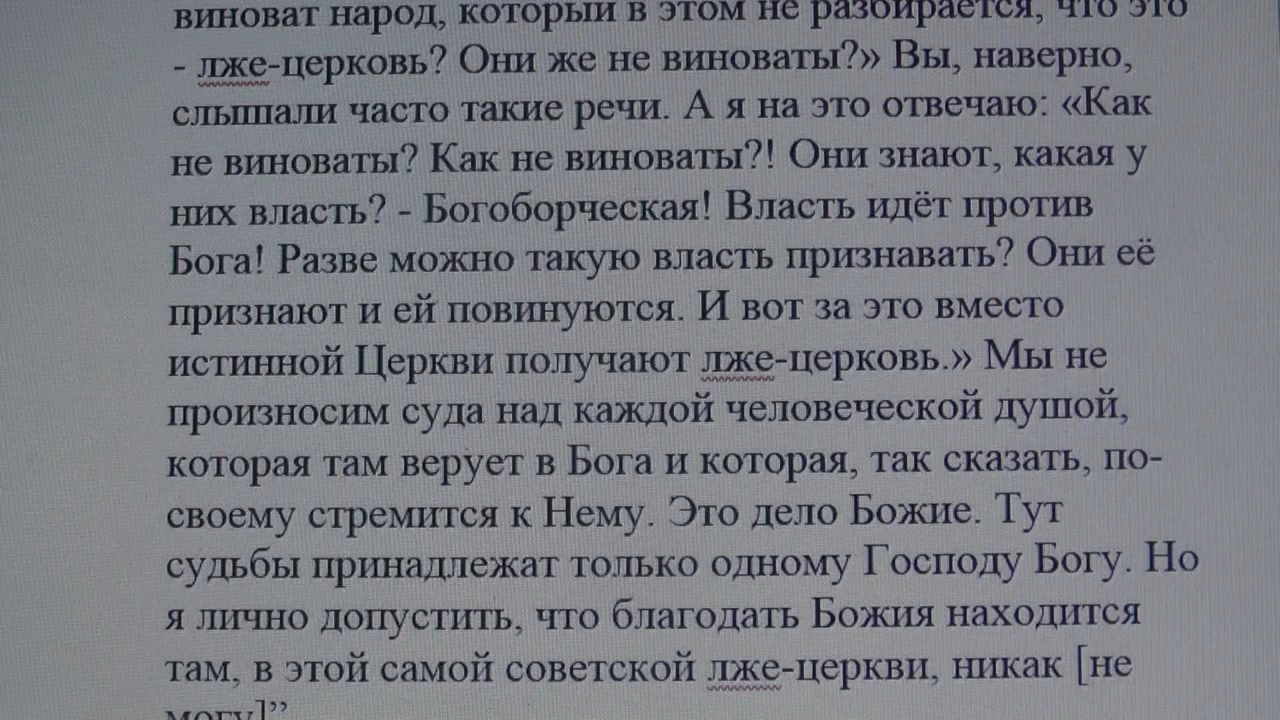 виноват народ, который в этом не разбирается, что это
- лже-церковь? Они же не виноваты?» Вы, наверно,
слышали часто такие речи. А я на это отвечаю: «Как
не виноваты? Как не виноваты?! Они знают, какая у
них власть? - Богоборческая! Власть идёт против
Бога! Разве можно такую власть признавать? Они её
признают и ей повинуются. И вот за это вместо
истинной Церкви получают лже-церковь.» Мы не
произносим суда над каждой человеческой душой,
которая там верует в Бога и которая, так сказать, по-
своему стремится к Нему. Это дело Божие. Тут
судьбы принадлежат только одному Господу Богу. Но
я лично допустить, что благодать Божия находится
там, в этой самой советской лже-церкви, никак [не
могу]”